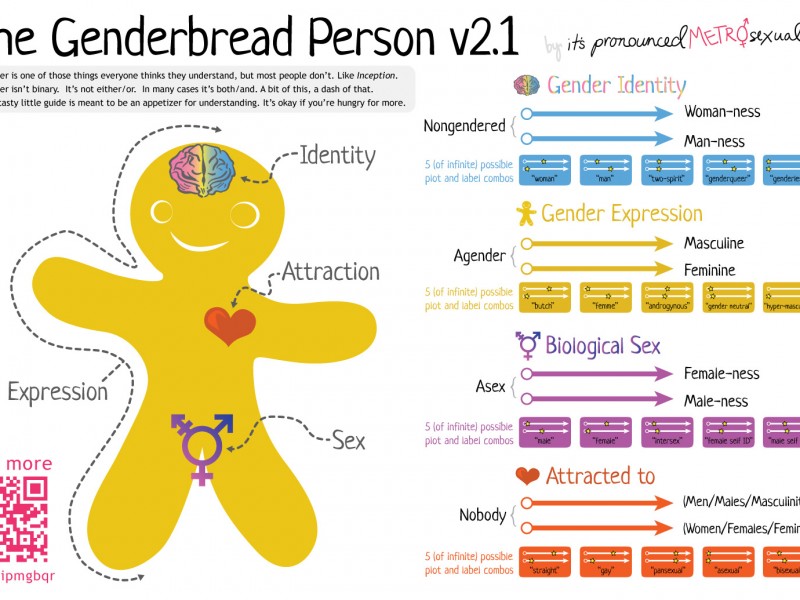 ne Genderbread Person v2.1
by it's pronounced METROsexual
er is one of those things everyone thinks they understand, but most people don't. Like Inception.
er isn't binary. It's not either/or. In many cases it's both/and. A bit of this, a dash of that.
tasty little guide is meant to be an appetizer for understanding. It's okay if you're hungry for more.
Identity
Attraction
Expression
Sex
more
ipmgbqr
Gender Identity
Nongendered
Woman-ness
Man-ness
5 (of infinite) possible
plot and label combos
"woman"
"man"
"two-spirit"
"genderqueer"
"genderle
Gender Expression
Agender
Masculine
Feminine
5 (of infinite) possible
plot and label combos
"butch"
"femme"
"androgynous"
"gender neutral"
"hyper-mascu
Biological Sex
Asex
Female-ness
Male-ness
5 (of infinite) possible
plot and label combos
"male"
"female"
"intersex"
"female self ID"
"male self
Attracted to
Nobody
(Men/Males/Masculinit
(Women/Females/Femin
5 (of infinite) possible
plot and label combos
"straight"
"gay"
"pansexual"
"asexual"
"bisexual